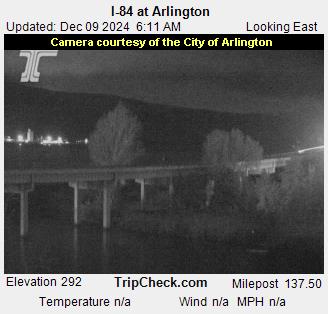 I-84 at Arlington
Updated: Dec 09 2024 6:11 AM Looking East
Camera courtesy of the City of Arlington
Elevation 292 TripCheck.com Milepost 137.50
Temperature n/a Wind n/a MPH n/a